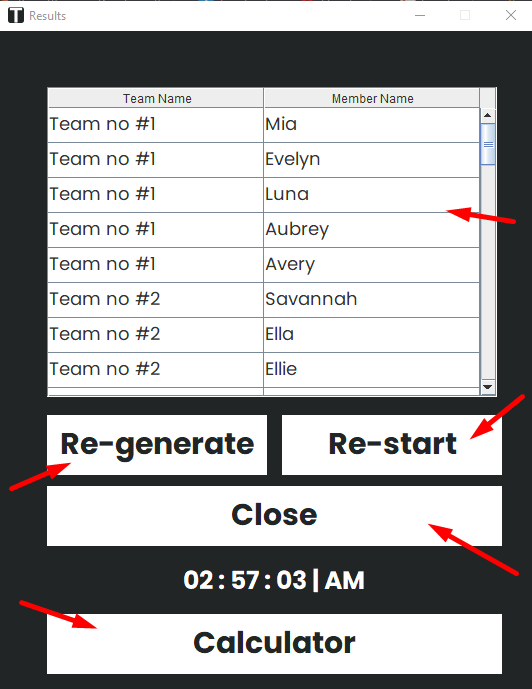 T Results
Team Name Member Name
Team no #1 Mia
Team no #1 Evelyn
Team no #1 Luna
Team no #1 Aubrey
Team no #1 Avery
Team no #2 Savannah
Team no #2 Ella
Team no #2 Ellie
Re-generate Re-start
Close
02 : 57 : 03 | AM
Calculator